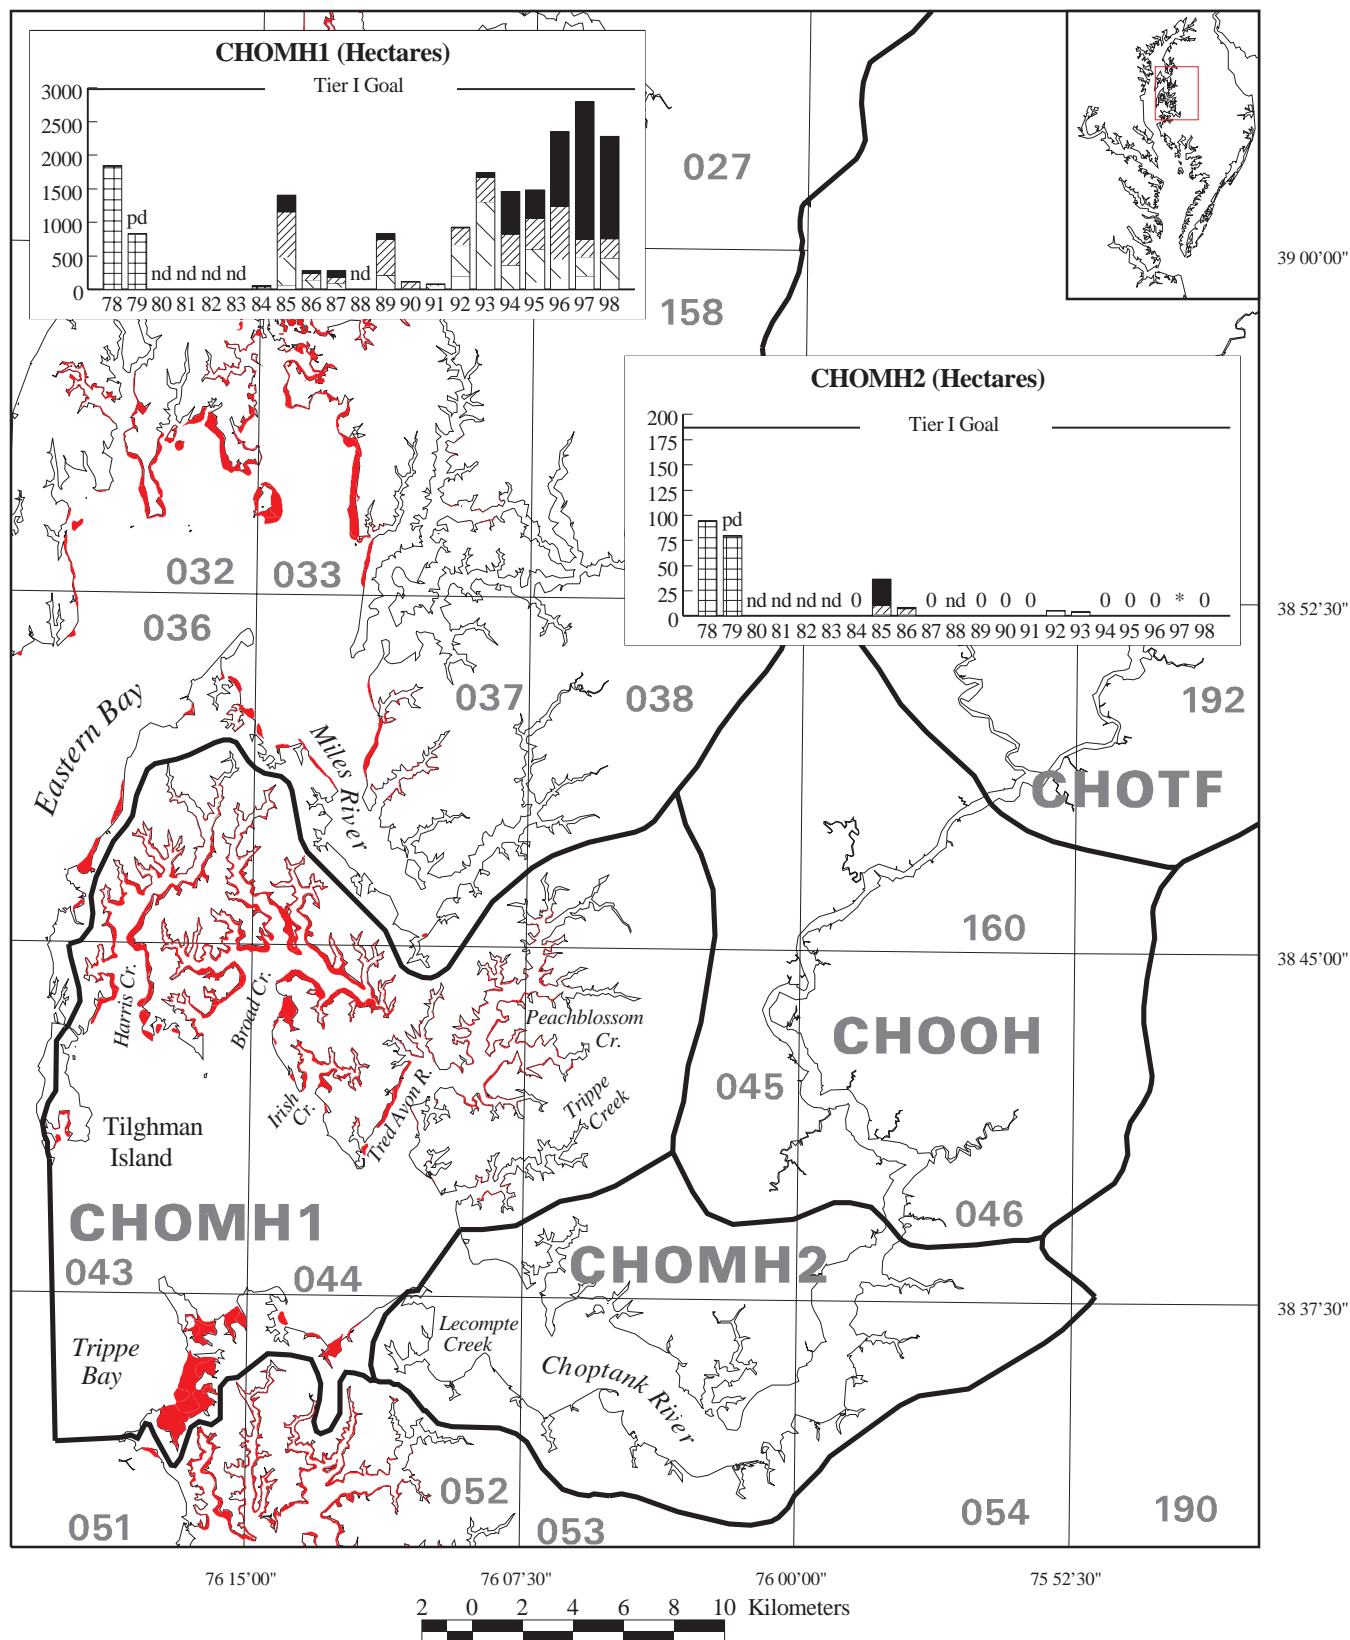 CHOMH1 (Hectares)
Tier I Goal
3000
2500
2000
1500
1000
500
0
pd
nd nd nd nd
nd
78 79 80 81 82 83 84 85 86 87 88 89 90 91 92 93 94 95 96 97 98
027
39 00'00"
158
CHOMH2 (Hectares)
Tier I Goal
200
175
150
125
100
75
50
25
0
pd
nd nd nd nd 0 0 nd 0 0 0 0 0 0 * 0
78 79 80 81 82 83 84 85 86 87 88 89 90 91 92 93 94 95 96 97 98
032 033
38 52'30"
036
037 038 192
Eastern Bay
Miles River
CHOTF
160
38 45'00"
Harris Cr.
Broad Cr.
Peachblossom
Cr.
CHOOH
045
Irish
Cr.
Tred Avon R.
Trippe
Creek
Tilghman
Island
CHOMH1
046
043 044
CHOMH2
38 37'30"
Trippe
Bay
Lecompte
Creek
Choptank River
051 052 053 054 190
76 15'00" 76 07'30" 76 00'00" 75 52'30"
2 0 2 4 6 8 10 Kilometers